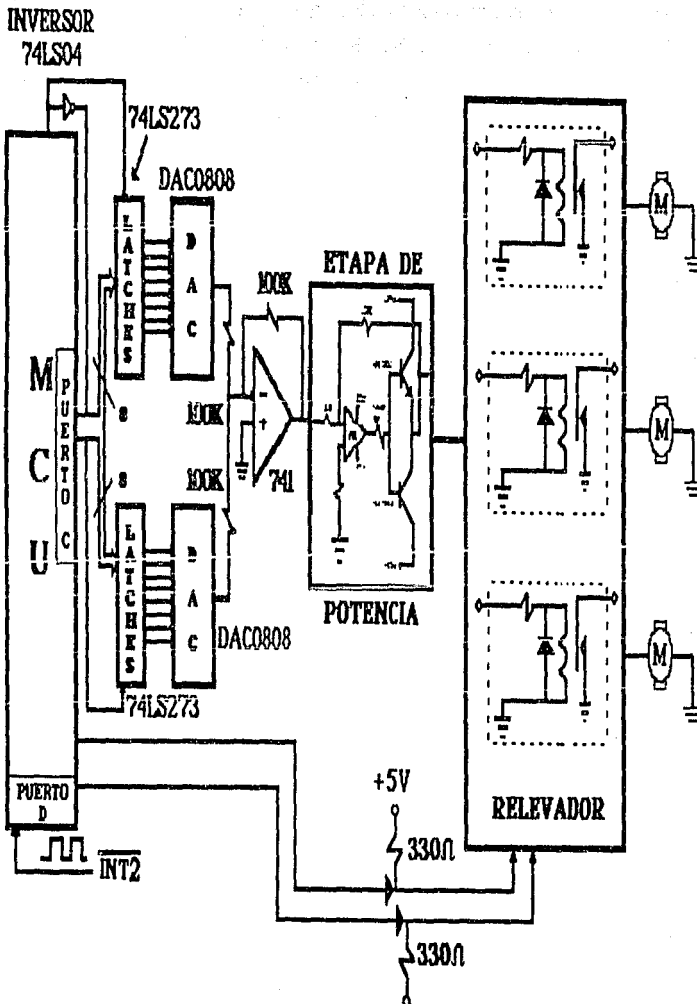 INVERSOR
74LS04
74LS273
DAC0808
LATCHES
DAC
100K
ETAPA DE
M
MCU
PUERTO C
8
100K
8
100K
741
M
LATCHES
DAC
POTENCIA
DAC0808
M
74LS273
+5V
PUERTO
D
RELEVADOR
330Ω
INT2
330Ω